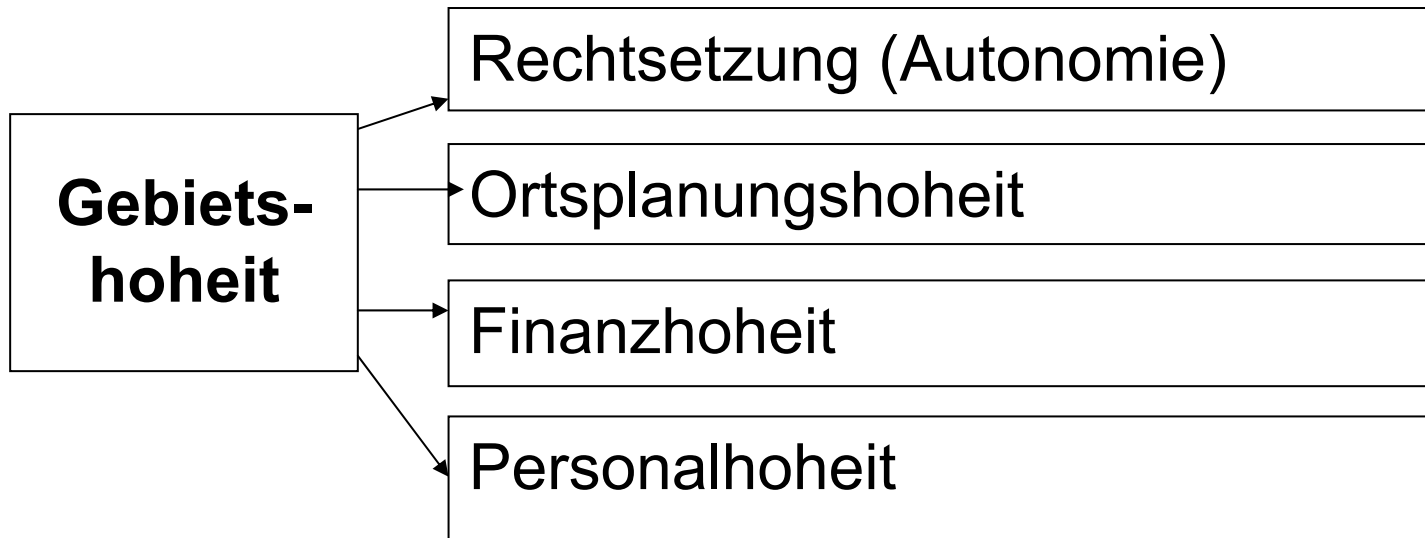 Rechtsetzung (Autonomie)
Gebiets-
hoheit
Ortsplanungshoheit
Finanzhoheit
Personalhoheit